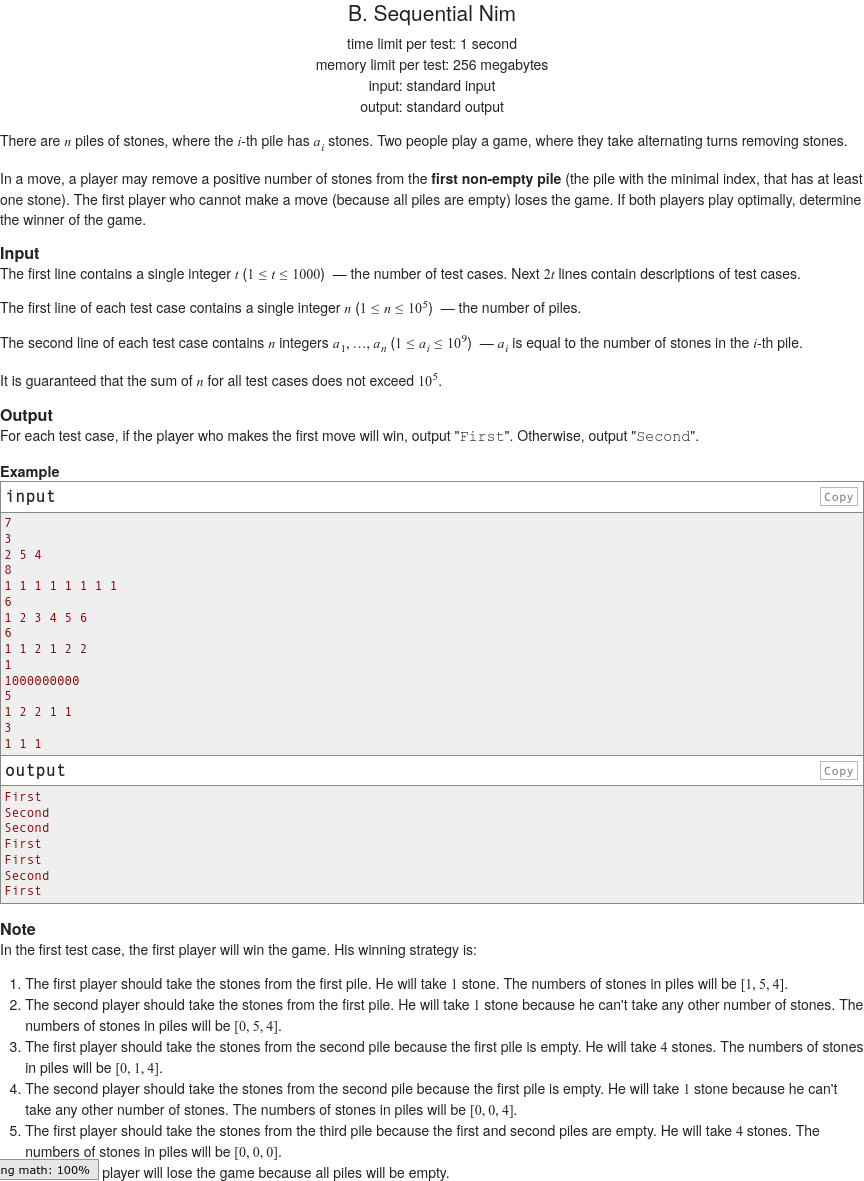 B. Sequential Nim
time limit per test: 1 second
memory limit per test: 256 megabytes
input: standard input
output: standard output
There are n piles of stones, where the i-th pile has a_i stones. Two people play a game, where they take alternating turns removing stones.
In a move, a player may remove a positive number of stones from the first non-empty pile (the pile with the minimal index, that has at least
one stone). The first player who cannot make a move (because all piles are empty) loses the game. If both players play optimally, determine
the winner of the game.
Input
The first line contains a single integer t (1 ≤ t ≤ 1000)  — the number of test cases. Next 2t lines contain descriptions of test cases.
The first line of each test case contains a single integer n (1 ≤ n ≤ 10^5)  — the number of piles.
The second line of each test case contains n integers a_1, …, a_n (1 ≤ a_i ≤ 10^9)  — a_i is equal to the number of stones in the i-th pile.
It is guaranteed that the sum of n for all test cases does not exceed 10^5.
Output
For each test case, if the player who makes the first move will win, output "First". Otherwise, output "Second".
Example
input Copy
7
3
2 5 4
8
1 1 1 1 1 1 1 1
6
1 2 3 4 5 6
6
1 1 2 1 2 2
1
1000000000
5
1 2 2 1 1
3
1 1 1
output Copy
First
Second
Second
First
First
Second
First
Note
In the first test case, the first player will win the game. His winning strategy is:
1. The first player should take the stones from the first pile. He will take 1 stone. The numbers of stones in piles will be [1, 5, 4].
2. The second player should take the stones from the first pile. He will take 1 stone because he can't take any other number of stones. The
numbers of stones in piles will be [0, 5, 4].
3. The first player should take the stones from the second pile because the first pile is empty. He will take 4 stones. The numbers of stones
in piles will be [0, 1, 4].
4. The second player should take the stones from the second pile because the first pile is empty. He will take 1 stone because he can't
take any other number of stones. The numbers of stones in piles will be [0, 0, 4].
5. The first player should take the stones from the third pile because the first and second piles are empty. He will take 4 stones. The
numbers of stones in piles will be [0, 0, 0].
ng math: 100% player will lose the game because all piles will be empty.